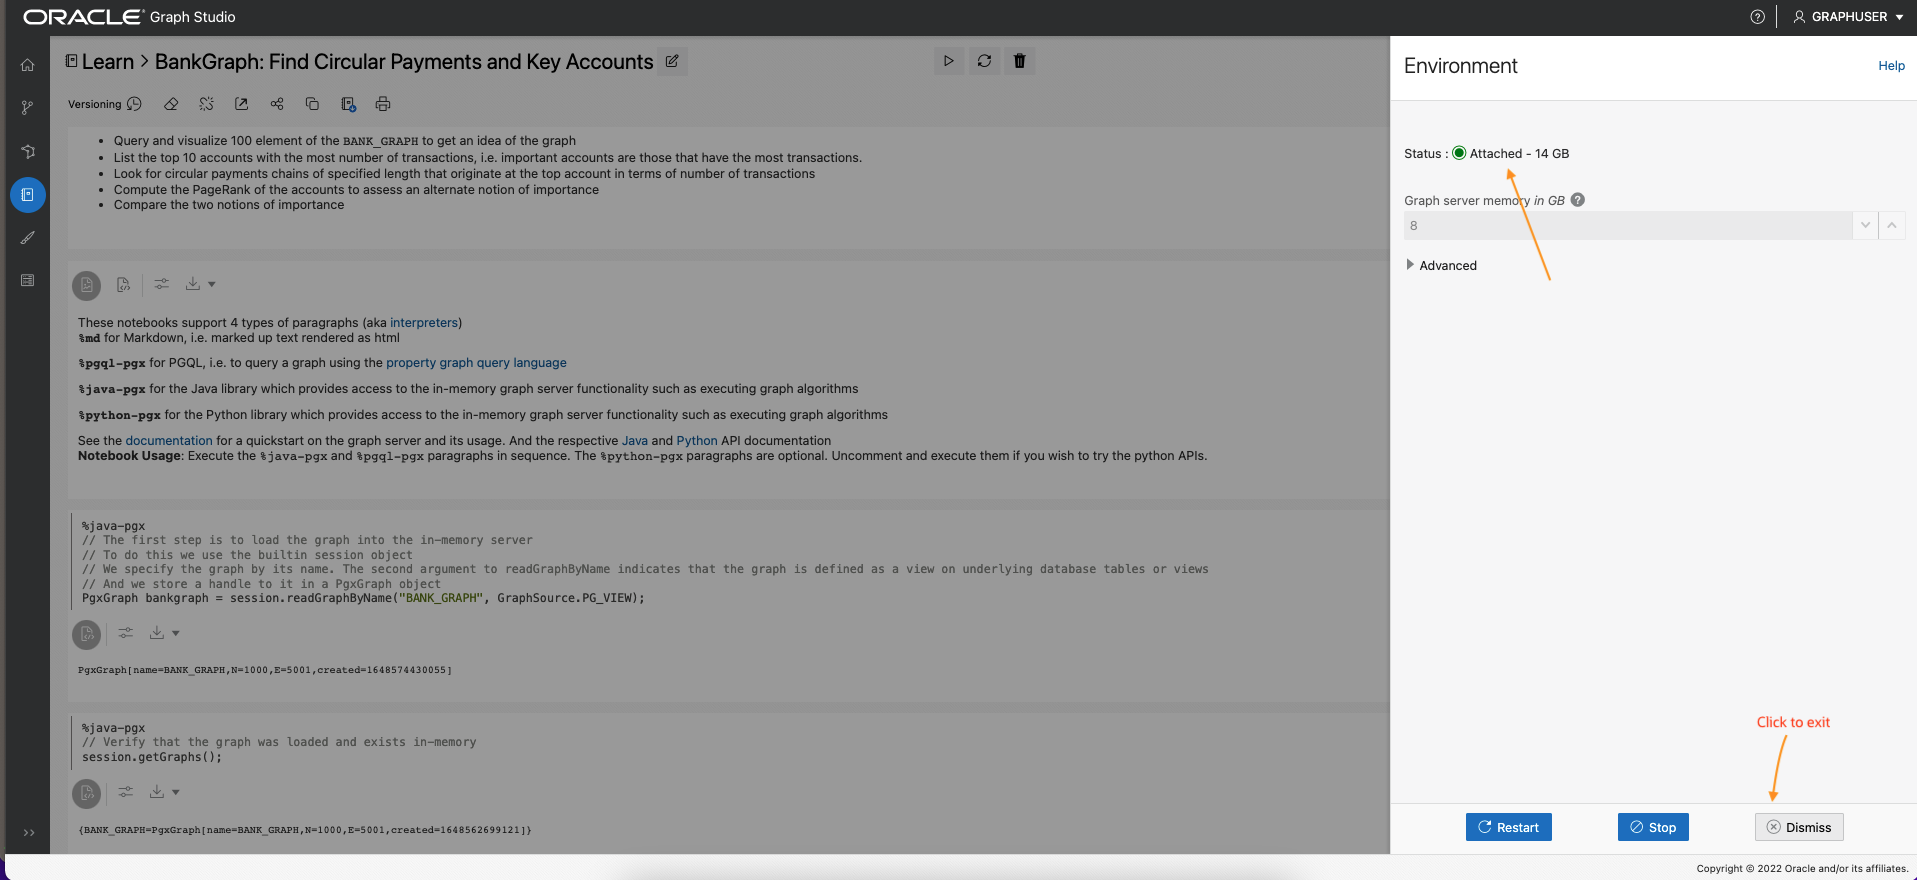 ORACLE® Graph Studio
GRAPHUSER
Learn > BankGraph: Find Circular Payments and Key Accounts
Versioning
• Query and visualize 100 element of the BANK_GRAPH to get an idea of the graph
• List the top 10 accounts with the most number of transactions, i.e. important accounts are those that have the most transactions.
• Look for circular payments chains of specified length that originate at the top account in terms of number of transactions
• Compute the PageRank of the accounts to assess an alternate notion of importance
• Compare the two notions of importance
These notebooks support 4 types of paragraphs (aka interpreters)
%md for Markdown, i.e. marked up text rendered as html
%pgql-pgx for PGQL, i.e. to query a graph using the property graph query language
%java-pgx for the Java library which provides access to the in-memory graph server functionality such as executing graph algorithms
%python-pgx for the Python library which provides access to the in-memory graph server functionality such as executing graph algorithms
See the documentation for a quickstart on the graph server and its usage. And the respective Java and Python API documentation
Notebook Usage: Execute the %java-pgx and %pgql-pgx paragraphs in sequence. The %python-pgx paragraphs are optional. Uncomment and execute them if you wish to try the python APIs.
%java-pgx
// The first step is to load the graph into the in-memory server
// To do this we use the builtin session object
// We specify the graph by its name. The second argument to readGraphByName indicates that the graph is defined as a view on underlying database tables or views
// And we store a handle to it in a PgxGraph object
PgxGraph bankgraph = session.readGraphByName("BANK_GRAPH", GraphSource.PG_VIEW);
PgxGraph[name=BANK_GRAPH,N=1000,E=5001,created=1648574430055]
%java-pgx
// Verify that the graph was loaded and exists in-memory
session.getGraphs();
{BANK_GRAPH=PgxGraph[name=BANK_GRAPH,N=1000,E=5001,created=1648562699121]}
Environment
Help
Status : Attached - 14 GB
Graph server memory in GB ?
8
Advanced
Click to exit
Restart
Stop
Dismiss
Copyright © 2022 Oracle and/or its affiliates.